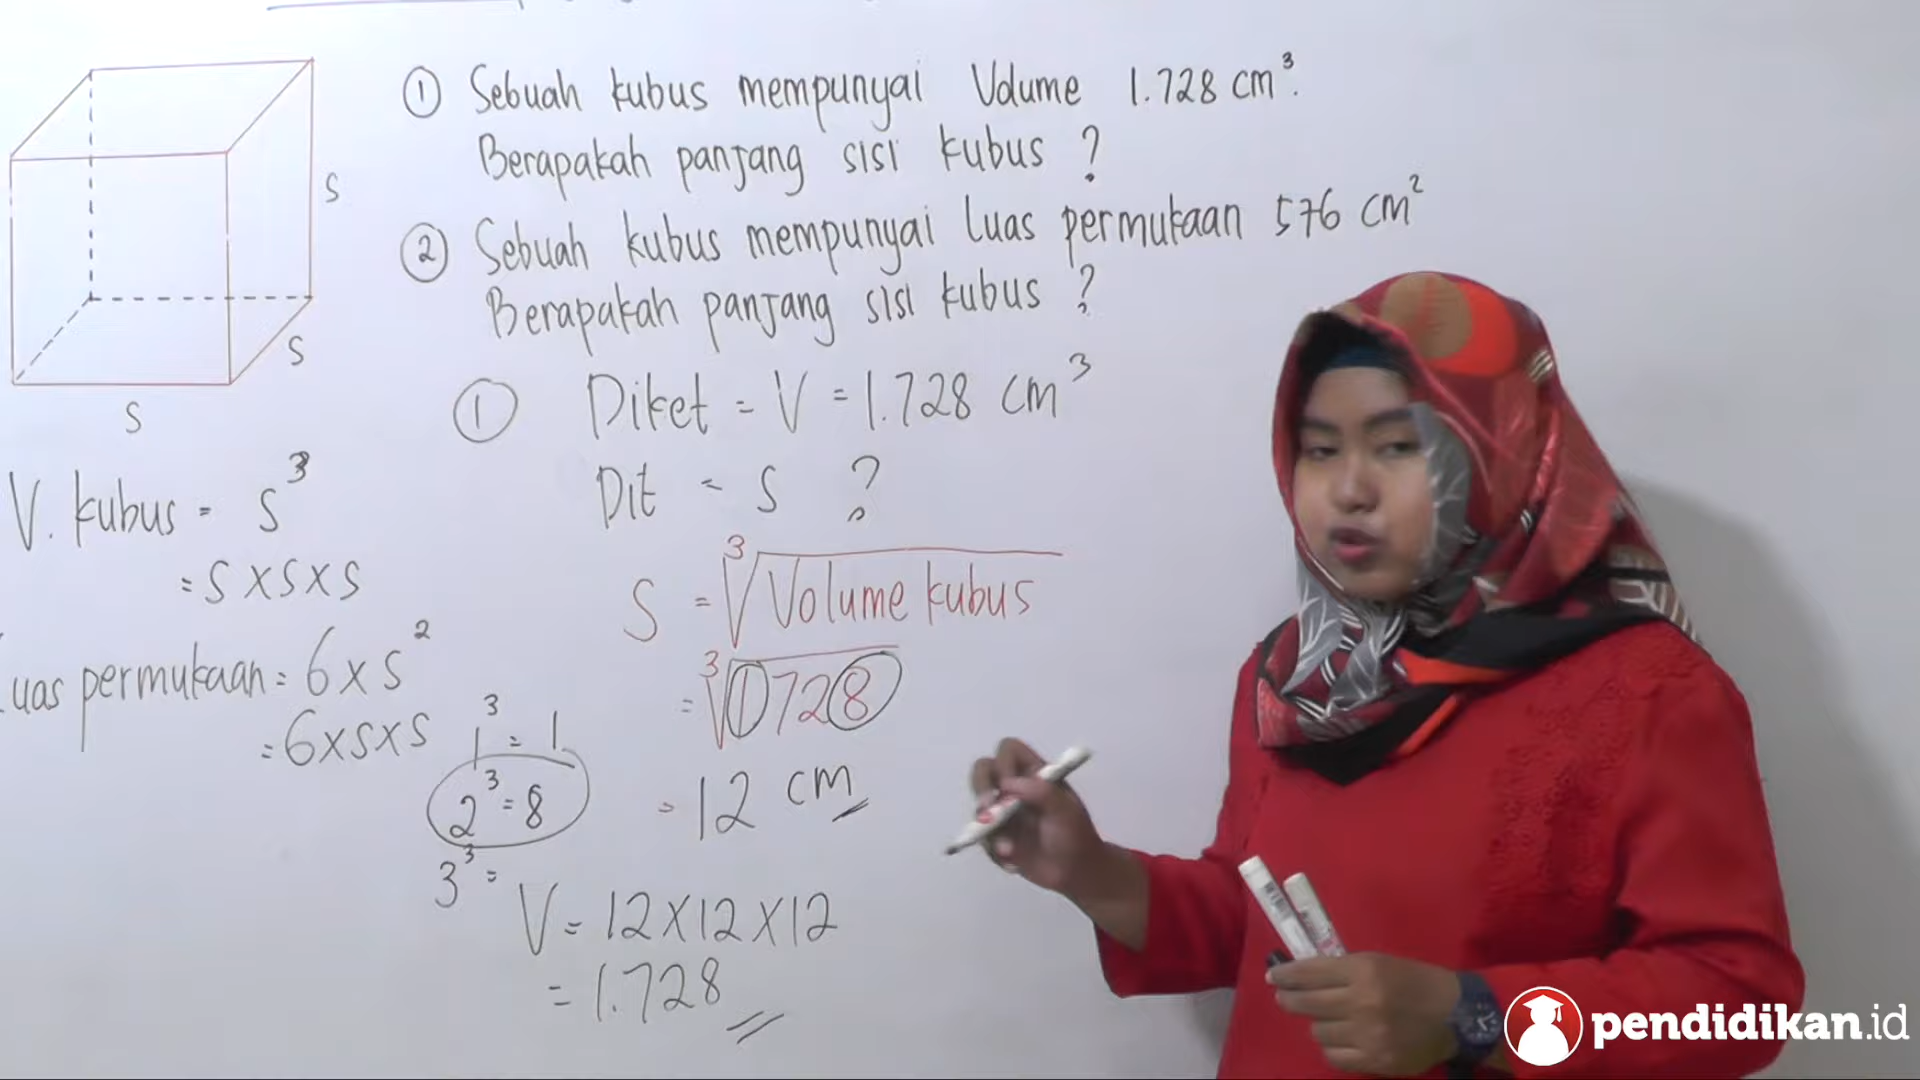 ① Sebuah kubus mempunyai Volume 1.728 cm³.
Berapakah panjang sisi kubus ?
② Sebuah kubus mempunyai Luas permukaan 576 cm²
Berapakah panjang sisi kubus ?
S
S
S
V. kubus = S³
= S x S x S
Luas permukaan = 6 x S²
= 6 x S x S
① Diket = V = 1.728 cm³
Dit = S ?
S = ³√Volume kubus
= ³√1728
= 12 cm
1³ = 1
2³ = 8
3³ =
V = 12 x 12 x 12
= 1.728
pendidikan.id